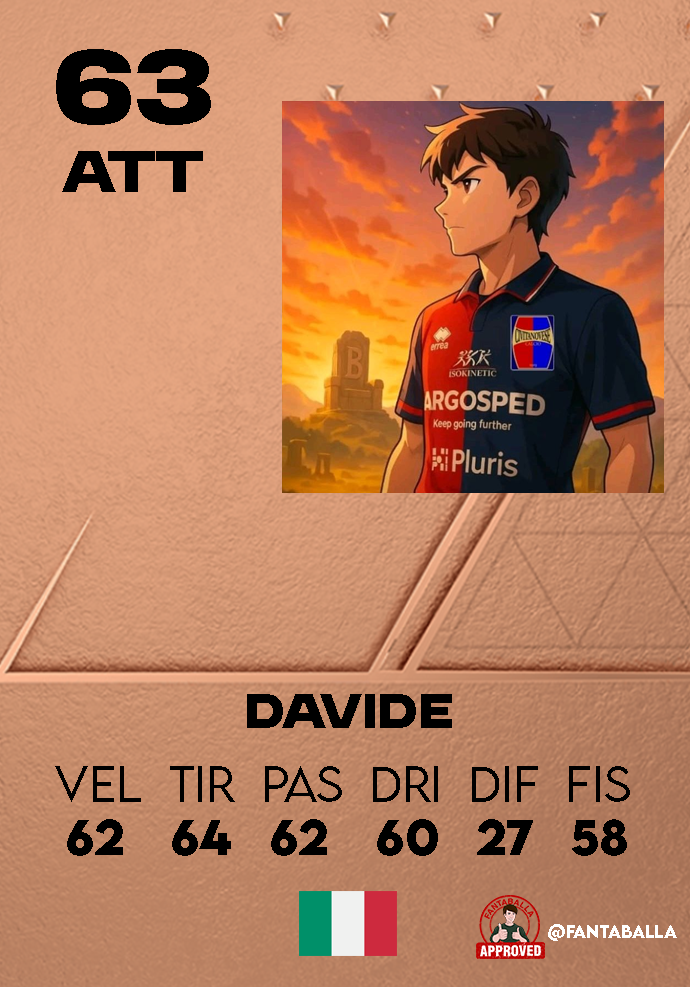 63
ATT
B
errea
CIVITANOVESE
ISOKINETIC
ARGOSPED
Keep going further
Pluris
DAVIDE
VEL TIR PAS DRI DIF FIS
62 64 62 60 27 58
FANTABALLA
APPROVED
@FANTABALLA